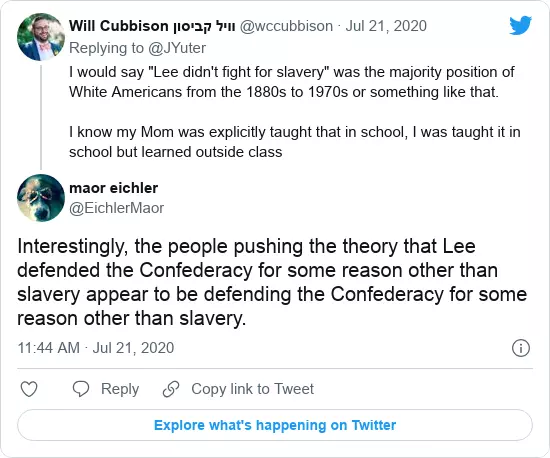 Will Cubbison וויל קביסון @wccubbison · Jul 21, 2020
Replying to @JYuter
I would say "Lee didn't fight for slavery" was the majority position of
White Americans from the 1880s to 1970s or something like that.
I know my Mom was explicitly taught that in school, I was taught it in
school but learned outside class
maor eichler
@EichlerMaor
Interestingly, the people pushing the theory that Lee
defended the Confederacy for some reason other than
slavery appear to be defending the Confederacy for some
reason other than slavery.
11:44 AM · Jul 21, 2020
Reply Copy link to Tweet
Explore what's happening on Twitter